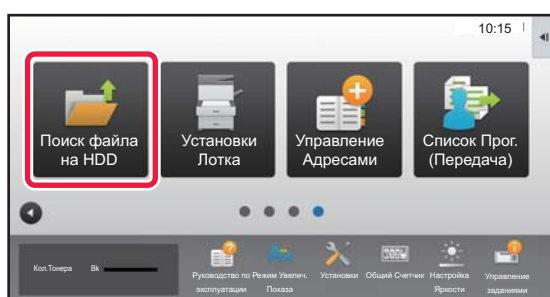 10:15
Поиск файла
на HDD
Установки
Лотка
Управление
Адресами
Список Прог.
(Передача)
Кол.Тонера Bk
Руководство по
эксплуатации
Режим Увелич.
Показа
Установки
Общий Счетчик
Настройка
Яркости
Управление
заданиями